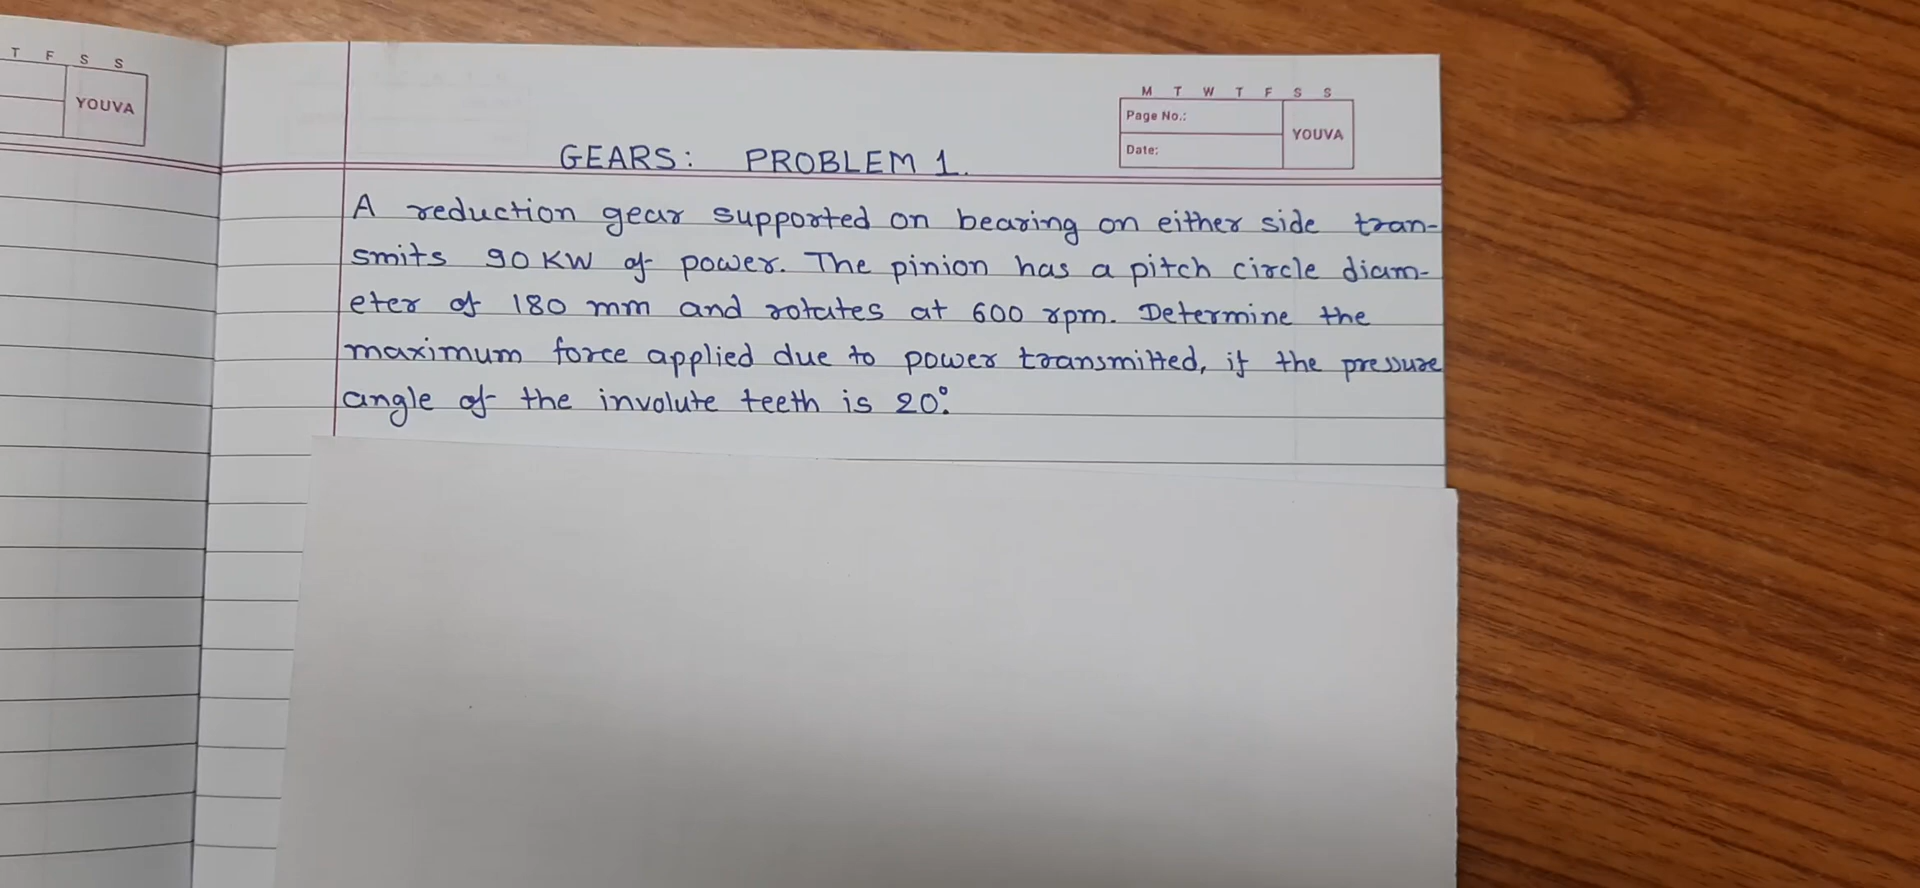 T F S S
YOUVA
M T W T F S S
Page No.:
YOUVA
Date:
GEARS: PROBLEM 1.
A reduction gear supported on bearing on either side tran-
smits 90 KW of power. The pinion has a pitch circle diam-
eter of 180 mm and rotates at 600 rpm. Determine the
maximum force applied due to power transmitted, if the pressure
angle of the involute teeth is 20°.